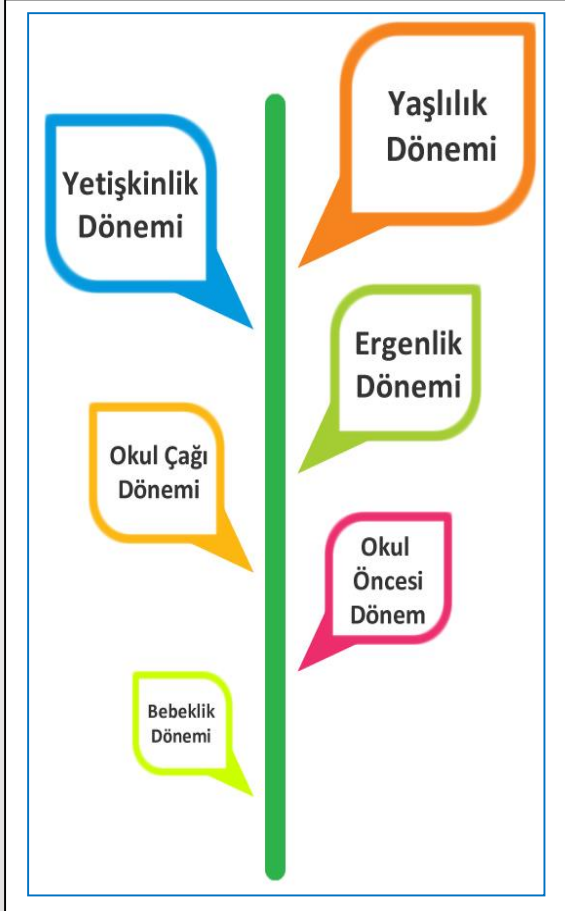 Yaşlılık
Dönemi
Yetişkinlik
Dönemi
Ergenlik
Dönemi
Okul Çağı
Dönemi
Okul
Öncesi
Dönem
Bebeklik
Dönemi